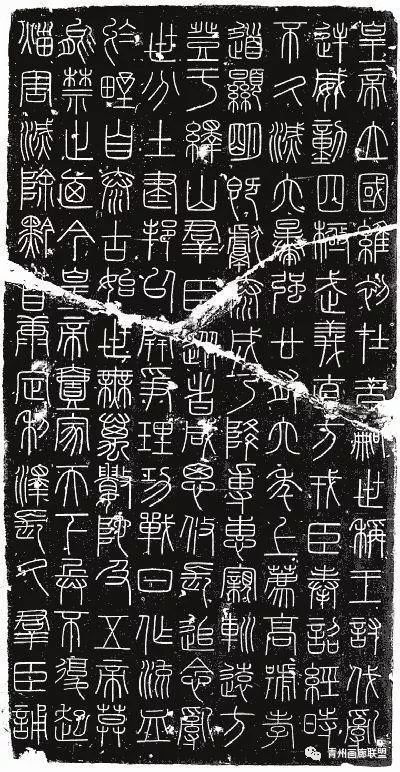 皇帝立國維初在昔嗣世稱王討伐亂
逆威動四極武義直方戎臣奉詔經時
不久滅六暴強廿有六年上薦高號孝
道顯明既獻泰成乃降專惠親巡遠方
登于繹山羣臣從者咸思攸長追念亂
世分土建邦以開爭理功戰日作流血
於野自泰古始世無萬數陀及五帝莫
能禁止迺今皇帝壹家天下兵不復起
災害滅除黔首康定利澤長久羣臣誦
青州画廊联盟